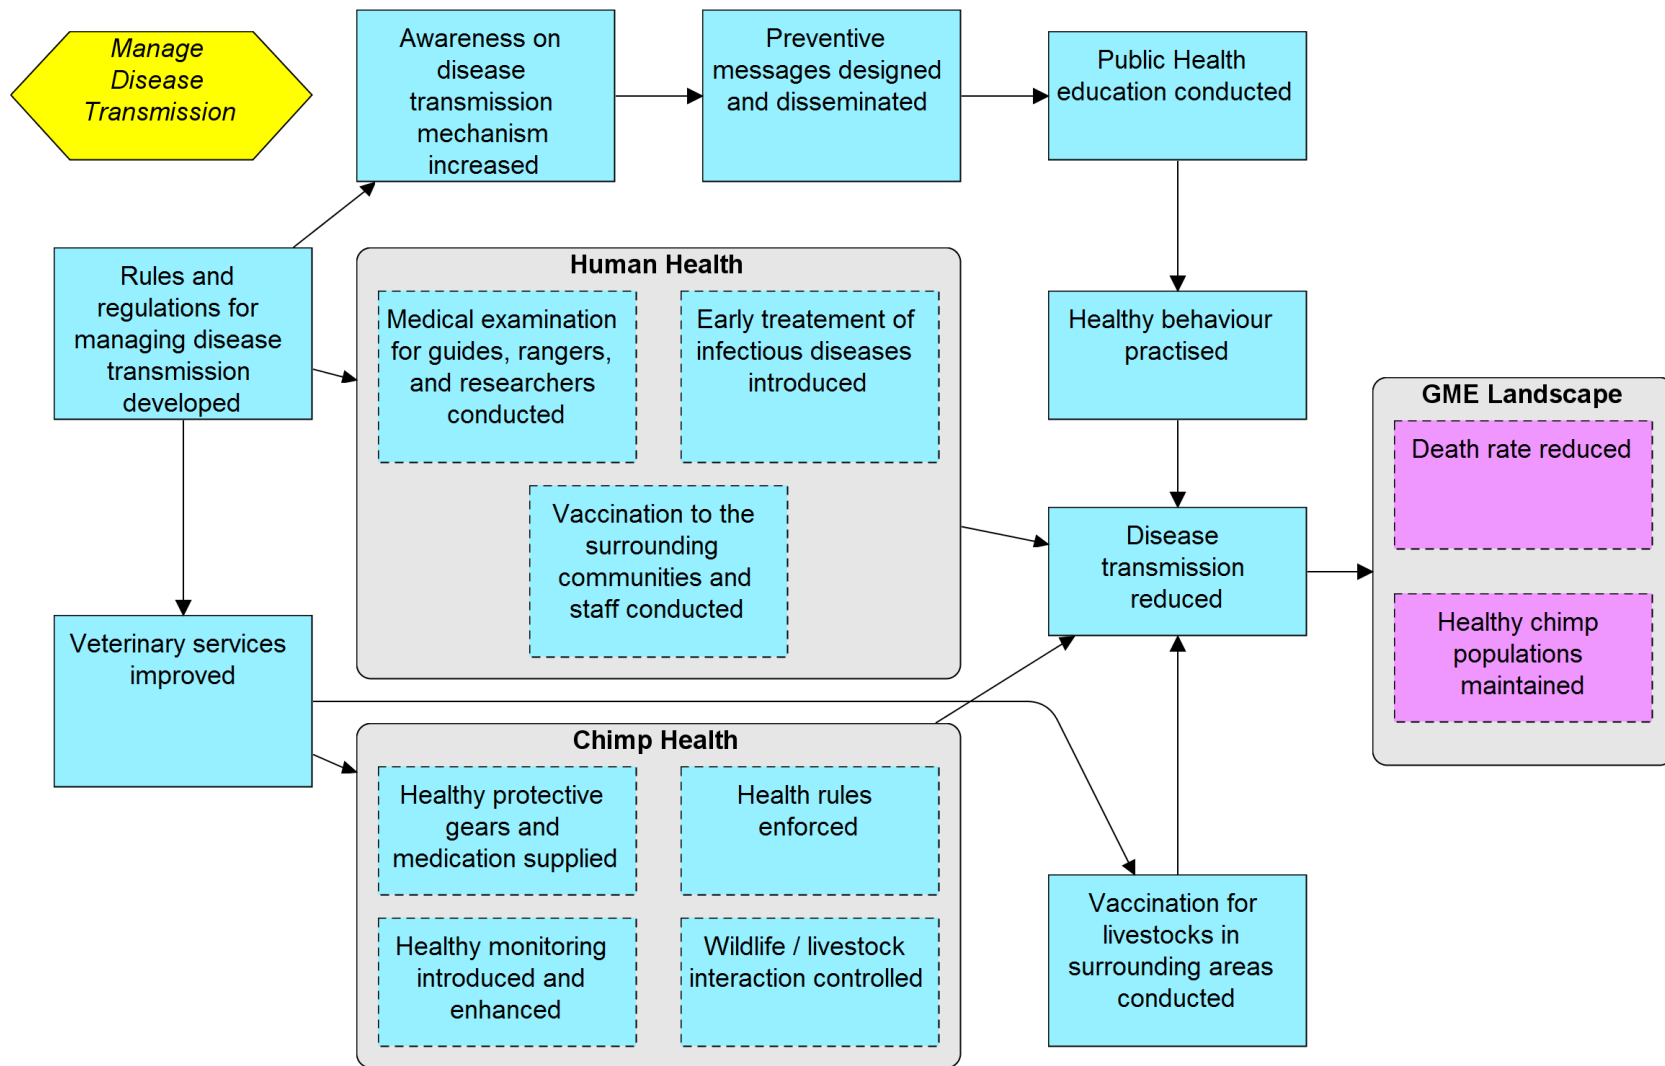 Manage
Disease
Transmission
Awareness on
disease
transmission
mechanism
increased
Preventive
messages designed
and disseminated
Public Health
education conducted
Rules and
regulations for
managing disease
transmission
developed
Human Health
Medical examination
for guides, rangers,
and researchers
conducted
Early treatement of
infectious diseases
introduced
Vaccination to the
surrounding
communities and
staff conducted
Healthy behaviour
practised
GME Landscape
Death rate reduced
Healthy chimp
populations
maintained
Disease
transmission
reduced
Veterinary services
improved
Chimp Health
Healthy protective
gears and
medication supplied
Health rules
enforced
Healthy monitoring
introduced and
enhanced
Wildlife / livestock
interaction controlled
Vaccination for
livestocks in
surrounding areas
conducted